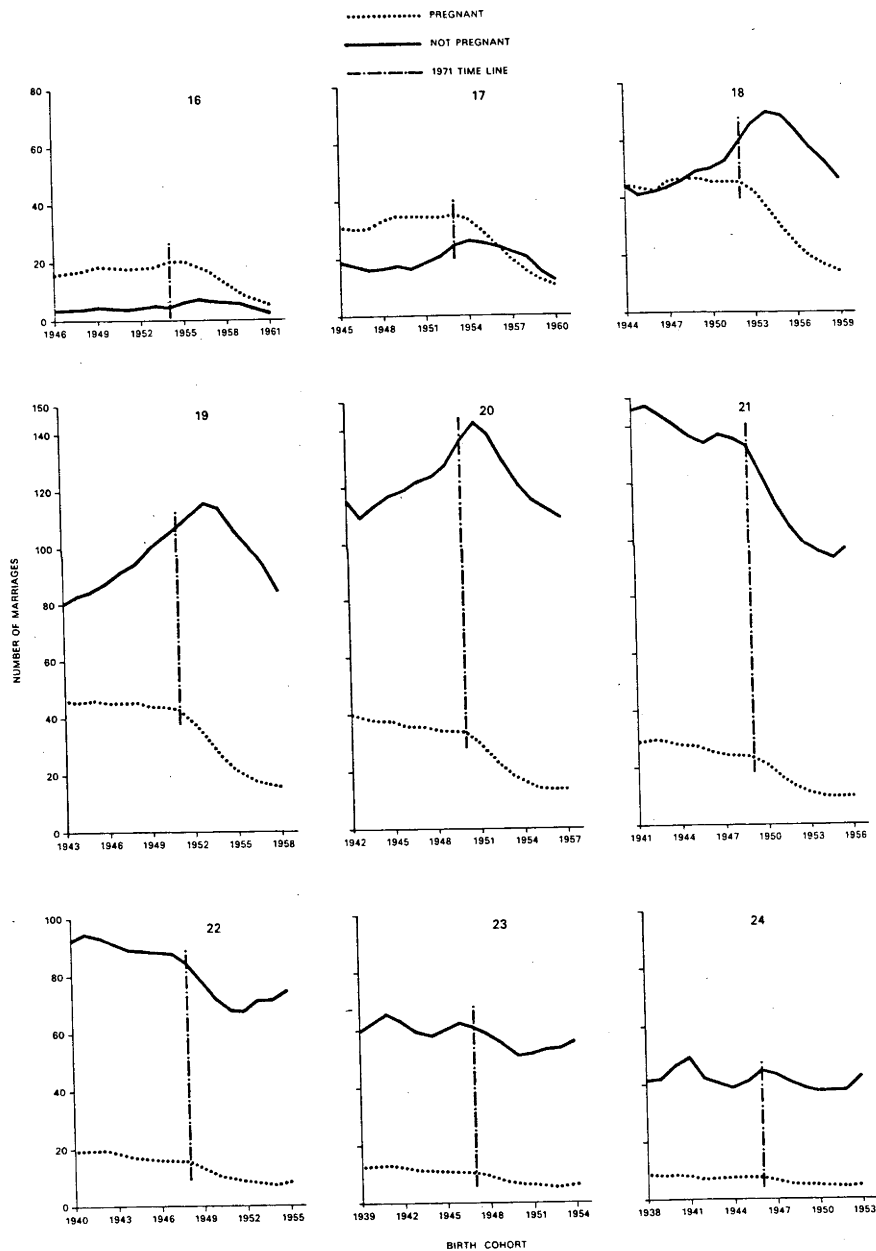 PREGNANT
NOT PREGNANT
1971 TIME LINE
16
17
18
80
60
40
20
0
1946 1949 1952 1955 1958 1961
1945 1948 1951 1954 1957 1960
1944 1947 1950 1953 1956 1959
19
20
21
150
140
120
100
80
60
40
20
0
NUMBER OF MARRIAGES
1943 1946 1949 1952 1955 1958
1942 1945 1948 1951 1954 1957
1941 1944 1947 1950 1953 1956
22
23
24
100
80
60
40
20
0
1940 1943 1946 1949 1952 1955
1939 1942 1945 1948 1951 1954
1938 1941 1944 1947 1950 1953
BIRTH COHORT